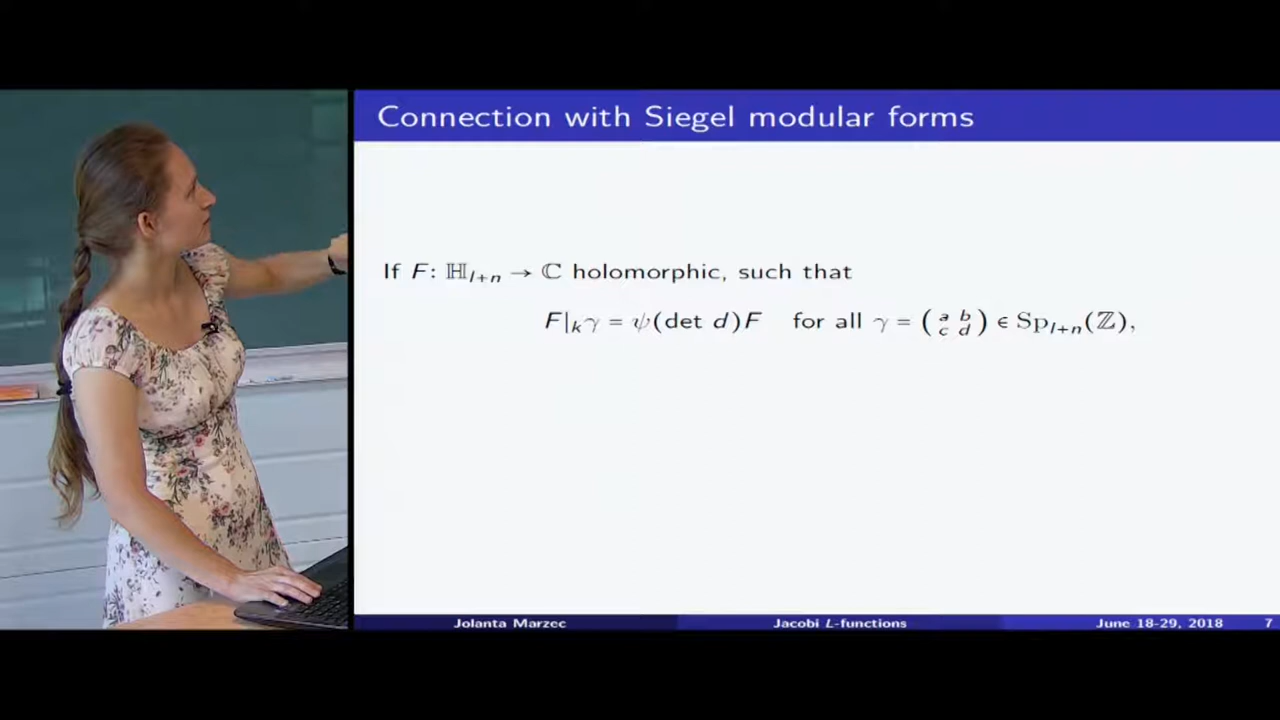 Connection with Siegel modular forms
If F: ℍ_{l+n} → ℂ holomorphic, such that
F|_kγ = ψ(det d)F for all γ = (a b c d) ∈ Sp_{l+n}(ℤ),
Jolanta Marzec Jacobi L-functions June 18-29, 2018 7